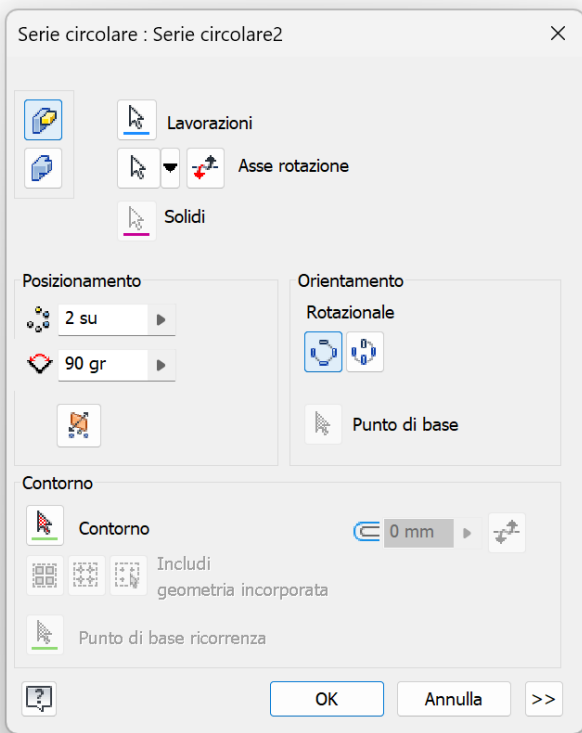 Serie circolare : Serie circolare2
Lavorazioni
Asse rotazione
Solidi
Posizionamento
2 su
90 gr
Orientamento
Rotazionale
Punto di base
Contorno
Contorno
0 mm
Includi
geometria incorporata
Punto di base ricorrenza
?
OK
Annulla
>>